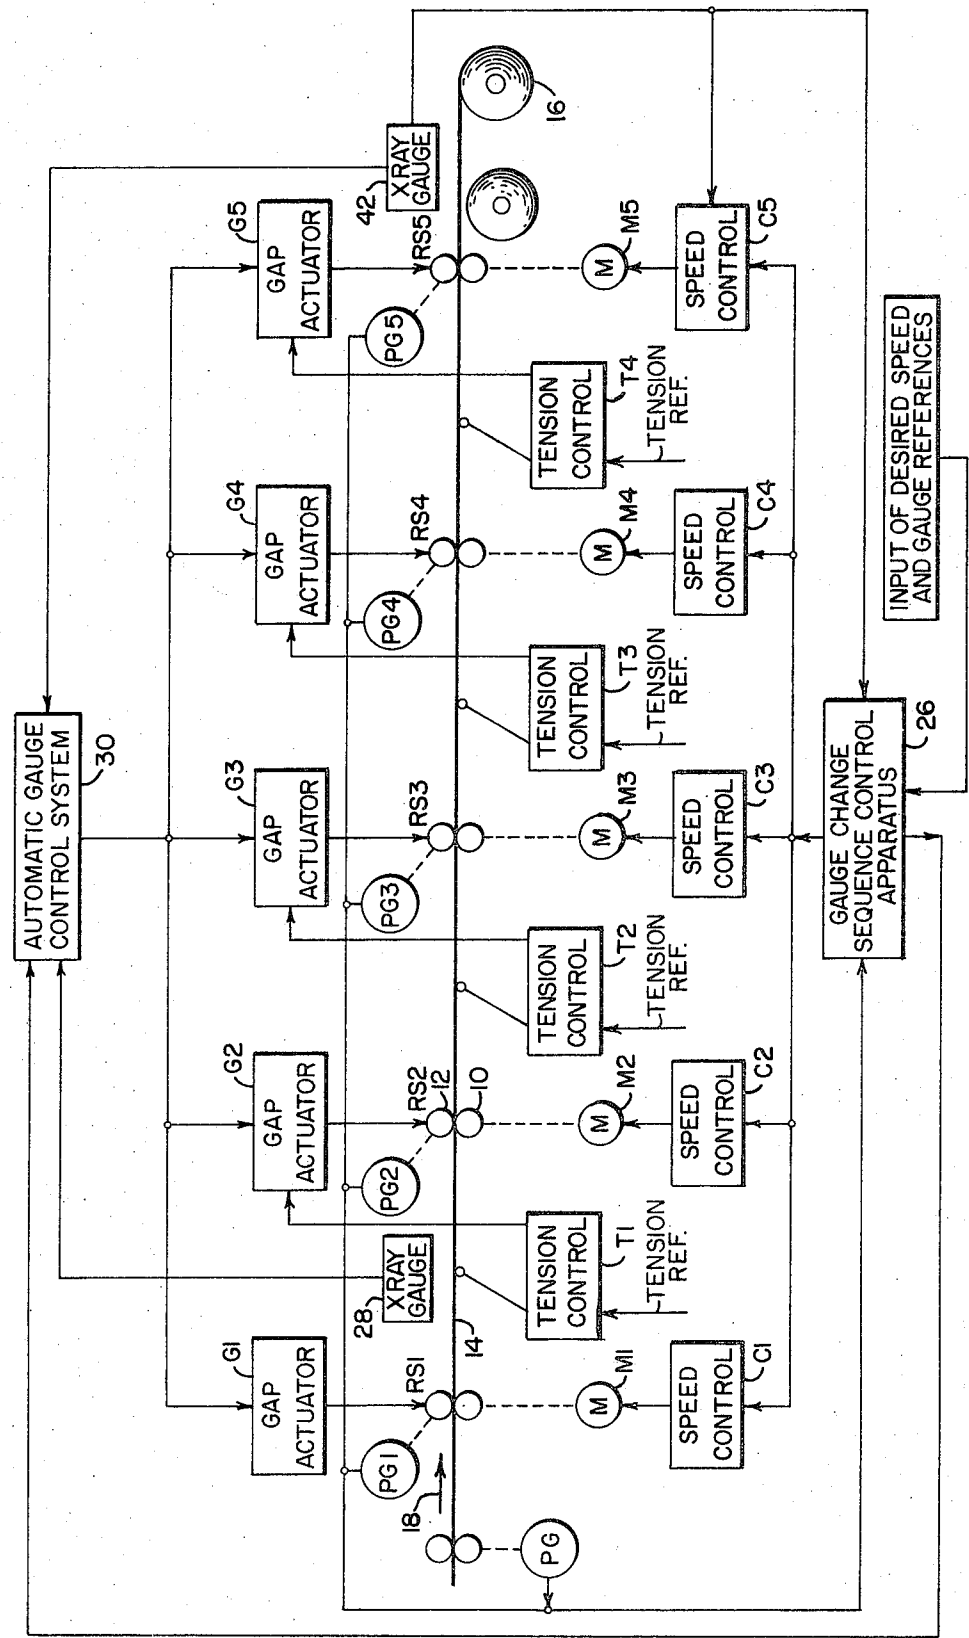 AUTOMATIC GAUGE
CONTROL SYSTEM
30
G1
GAP
ACTUATOR
G2
GAP
ACTUATOR
G3
GAP
ACTUATOR
G4
GAP
ACTUATOR
G5
GAP
ACTUATOR
28
X RAY
GAUGE
42
X RAY
GAUGE
PG1
RS1
PG2
RS2
12
10
PG3
RS3
PG4
RS4
PG5
RS5
18
14
16
PG
TENSION
CONTROL
T1
TENSION
REF.
TENSION
CONTROL
T2
TENSION
REF.
TENSION
CONTROL
T3
TENSION
REF.
TENSION
CONTROL
T4
TENSION
REF.
M
M1
M
M2
M
M3
M
M4
M
M5
SPEED
CONTROL
C1
SPEED
CONTROL
C2
SPEED
CONTROL
C3
SPEED
CONTROL
C4
SPEED
CONTROL
C5
GAUGE CHANGE
SEQUENCE CONTROL
APPARATUS
26
INPUT OF DESIRED SPEED
AND GAUGE REFERENCES